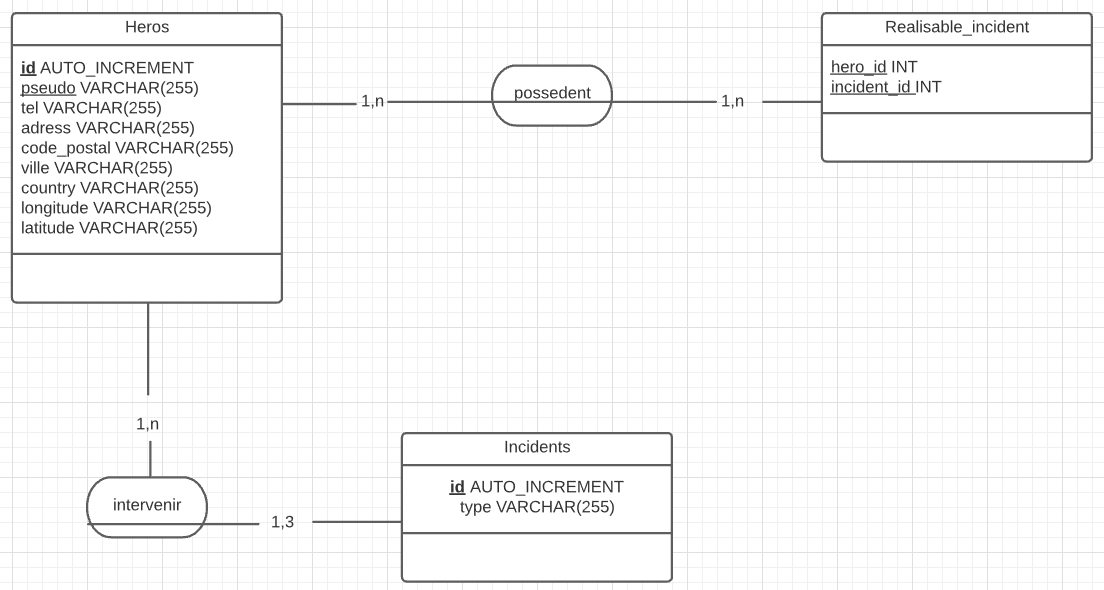 Heros
id AUTO_INCREMENT
pseudo VARCHAR(255)
tel VARCHAR(255)
adress VARCHAR(255)
code_postal VARCHAR(255)
ville VARCHAR(255)
country VARCHAR(255)
longitude VARCHAR(255)
latitude VARCHAR(255)
1,n
possedent
1,n
Realisable_incident
hero_id INT
incident_id INT
1,n
intervenir
1,3
Incidents
id AUTO_INCREMENT
type VARCHAR(255)